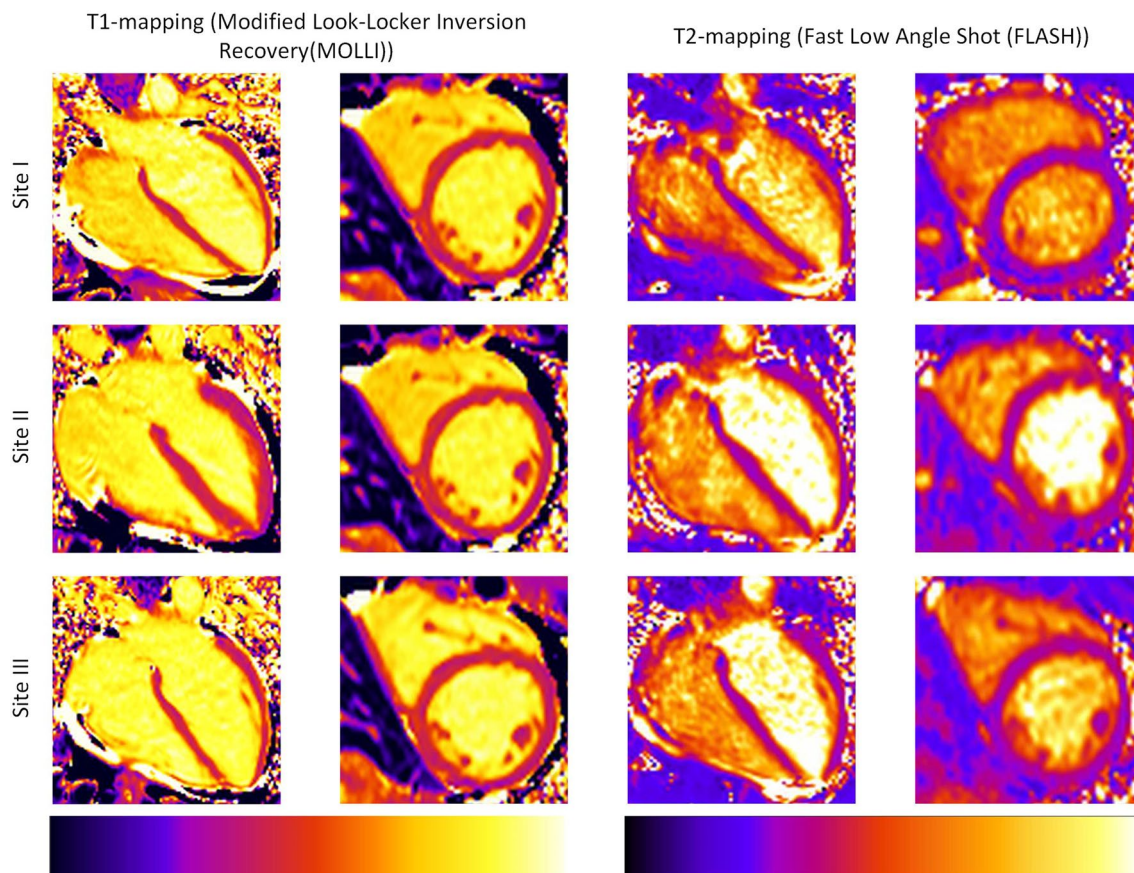 T1-mapping (Modified Look-Locker Inversion
Recovery(MOLLI))
T2-mapping (Fast Low Angle Shot (FLASH))
Site I
Site II
Site III